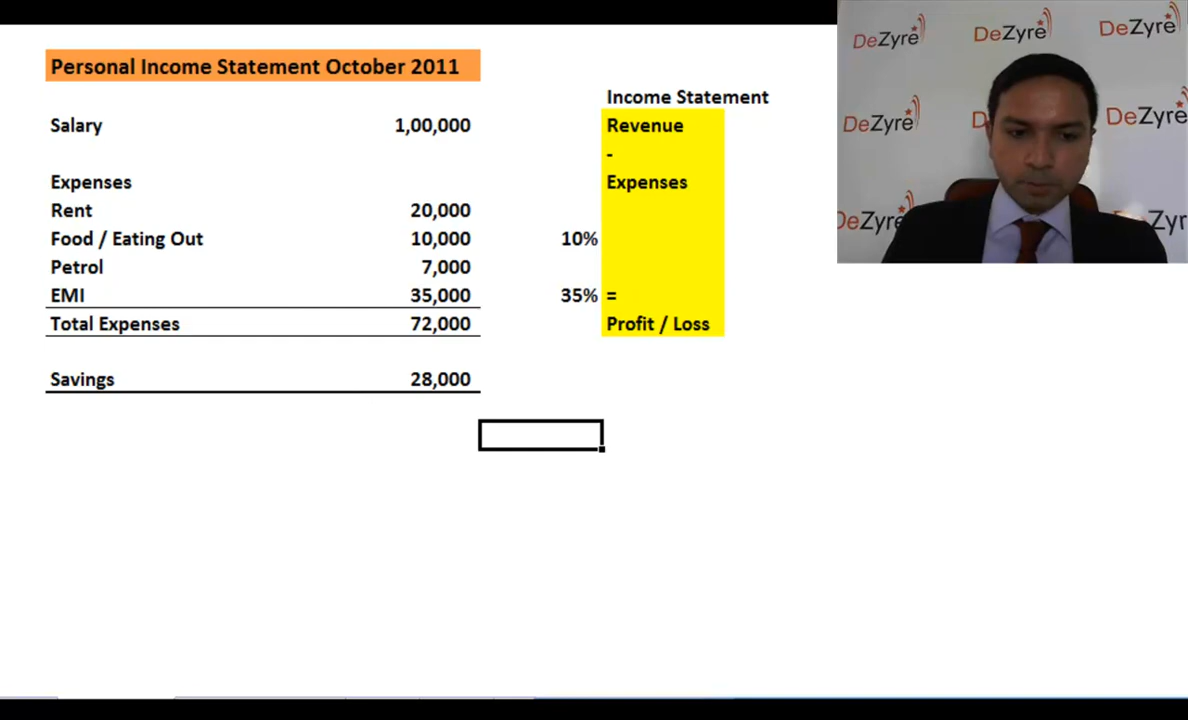 Personal Income Statement October 2011
Income Statement
Salary 1,00,000 Revenue
-
Expenses Expenses
Rent 20,000
Food / Eating Out 10,000 10%
Petrol 7,000
EMI 35,000 35% =
Total Expenses 72,000 Profit / Loss
Savings 28,000
DeZyre DeZyre DeZyre
DeZyre D DeZyre
DeZyre Zyr